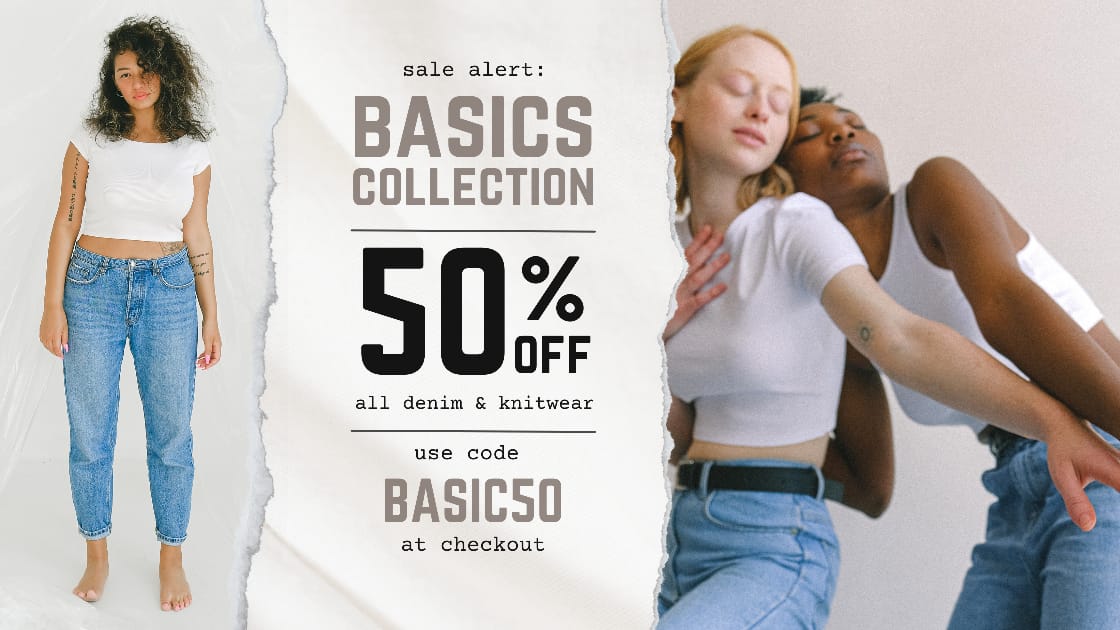 sale alert:
BASICS
COLLECTION
50%
OFF
all denim & knitwear
use code
BASIC50
at checkout